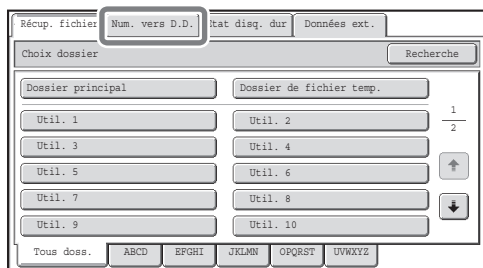 Récup. fichier Num. vers D.D. Etat disq. dur Données ext.
Choix dossier Recherche
Dossier principal Dossier de fichier temp.
Util. 1 Util. 2
Util. 3 Util. 4
Util. 5 Util. 6
Util. 7 Util. 8
Util. 9 Util. 10
1
2
Tous doss. ABCD EFGHI JKLMN OPQRST UVWXYZ